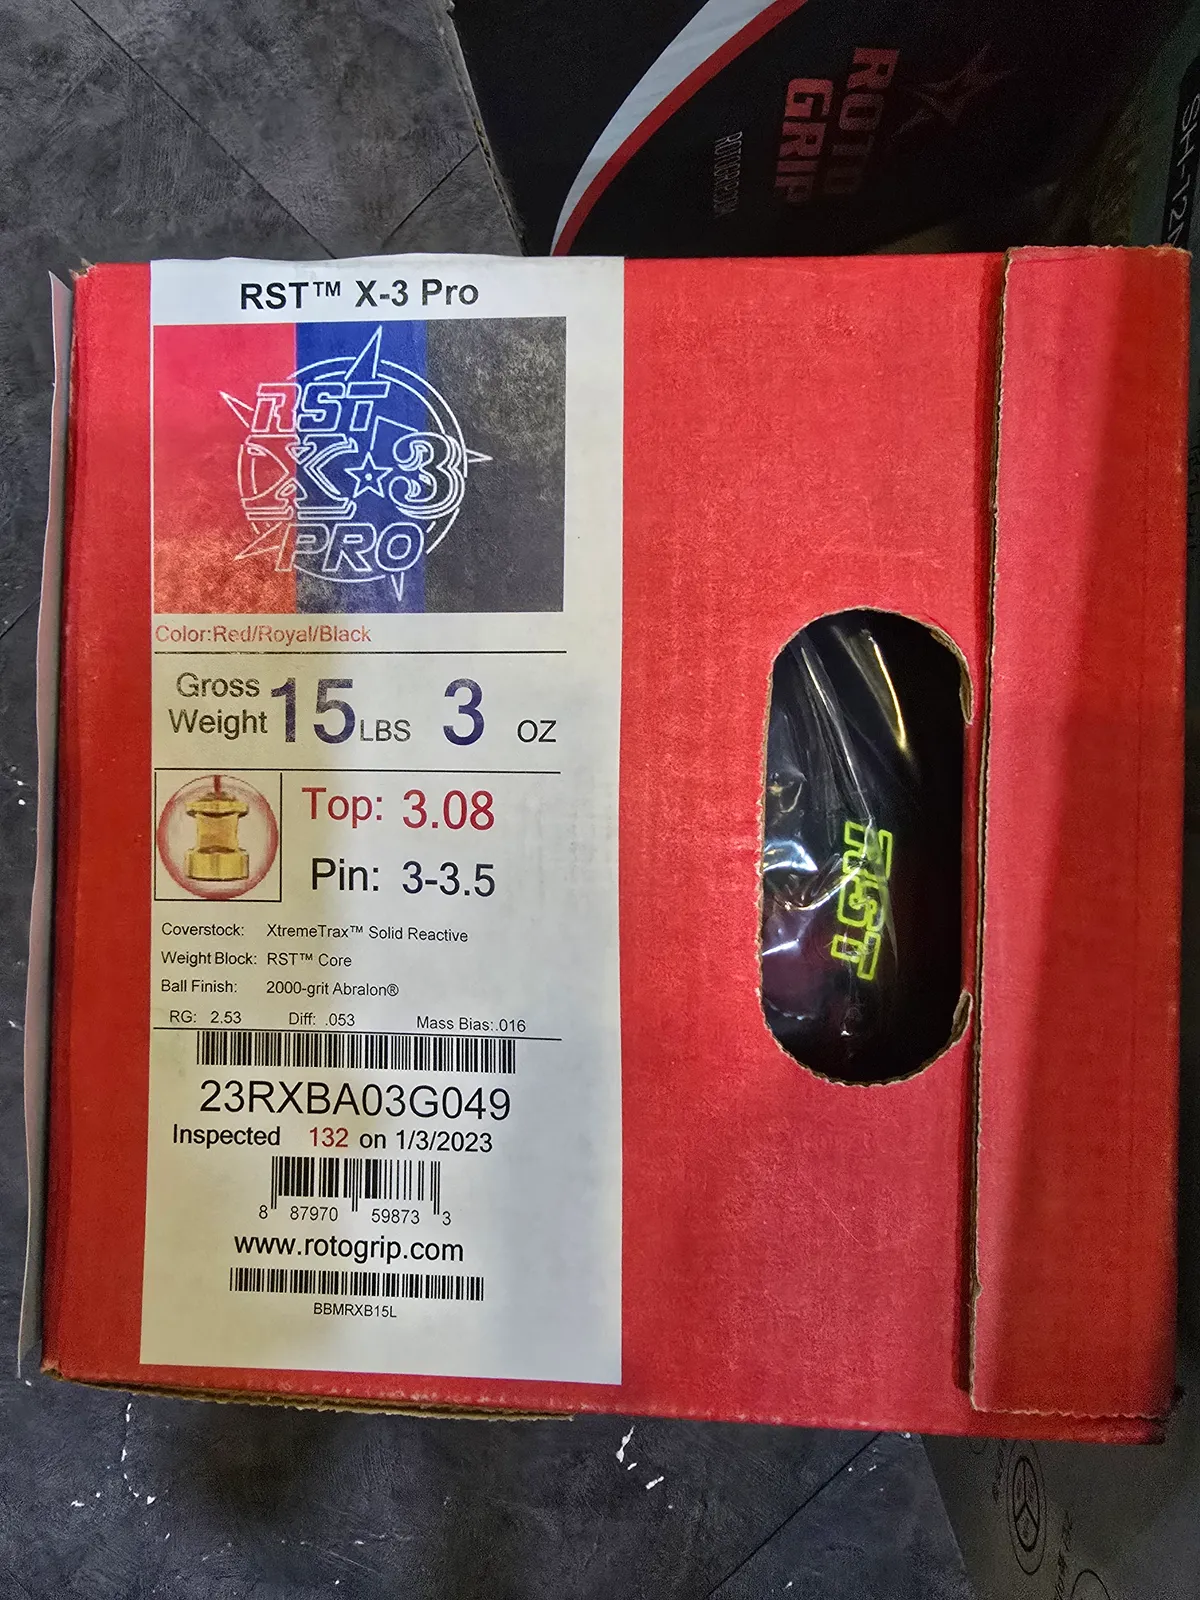 ROTO
GRIP
ROTOGRIP.COM
RST™ X-3 Pro
RST
X★3
PRO
Color:Red/Royal/Black
Gross Weight 15 LBS 3 OZ
Top: 3.08
Pin: 3-3.5
Coverstock: XtremeTrax™ Solid Reactive
Weight Block: RST™ Core
Ball Finish: 2000-grit Abralon®
RG: 2.53 Diff: .053 Mass Bias:.016
23RXBA03G049
Inspected 132 on 1/3/2023
8 87970 59873 3
www.rotogrip.com
BBMRXB15L
RST